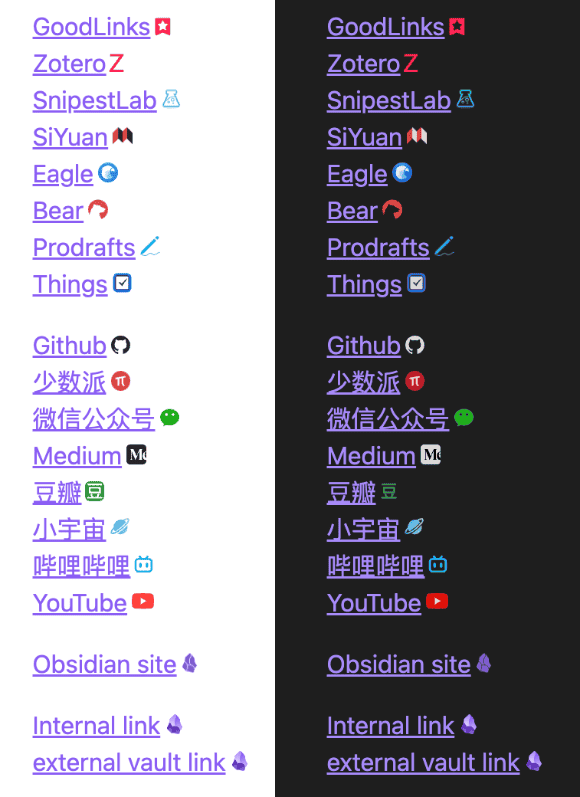 GoodLinks
Zotero
SnipestLab
SiYuan
Eagle
Bear
Prodrafts
Things
Github
少数派
微信公众号
Medium
豆瓣
小宇宙
哔哩哔哩
YouTube
Obsidian site
Internal link
external vault link
GoodLinks
Zotero
SnipestLab
SiYuan
Eagle
Bear
Prodrafts
Things
Github
少数派
微信公众号
Medium
豆瓣
小宇宙
哔哩哔哩
YouTube
Obsidian site
Internal link
external vault link